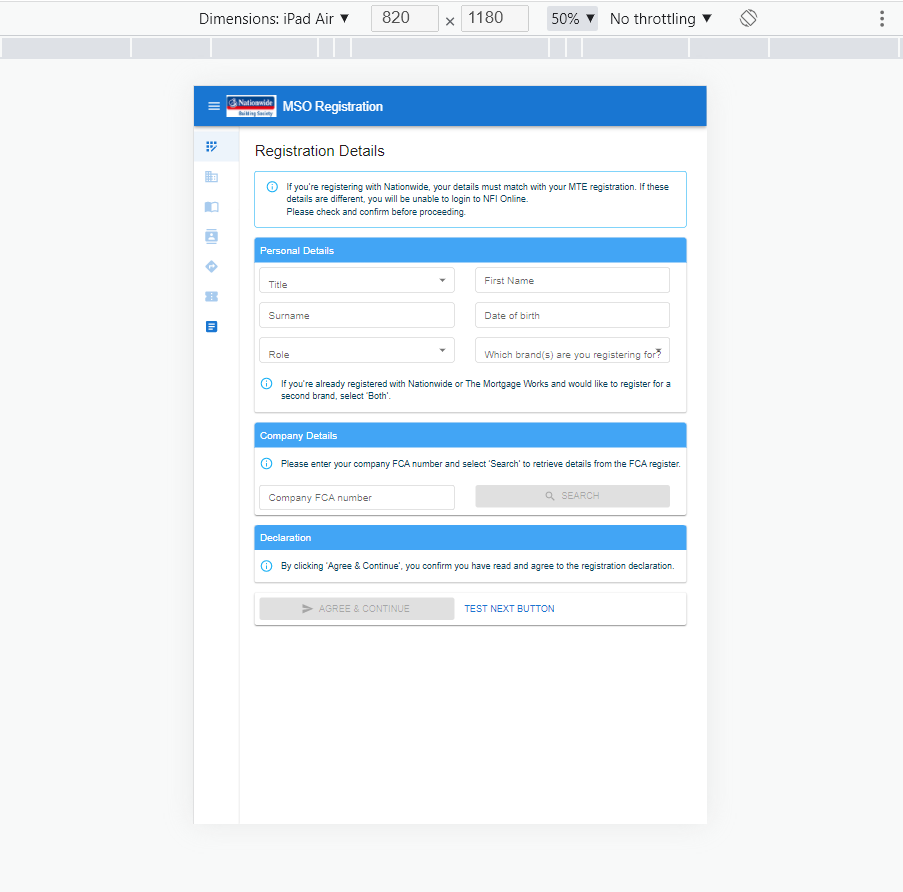 Dimensions: iPad Air ▼ 820 × 1180 50% ▼ No throttling ▼
Nationwide
Building Society
MSO Registration
Registration Details
If you're registering with Nationwide, your details must match with your MTE registration. If these
details are different, you will be unable to login to NFI Online.
Please check and confirm before proceeding.
Personal Details
Title First Name
Surname Date of birth
Role Which brand(s) are you registering for?
If you're already registered with Nationwide or The Mortgage Works and would like to register for a
second brand, select 'Both'.
Company Details
Please enter your company FCA number and select 'Search' to retrieve details from the FCA register.
Company FCA number SEARCH
Declaration
By clicking 'Agree & Continue', you confirm you have read and agree to the registration declaration.
AGREE & CONTINUE TEST NEXT BUTTON